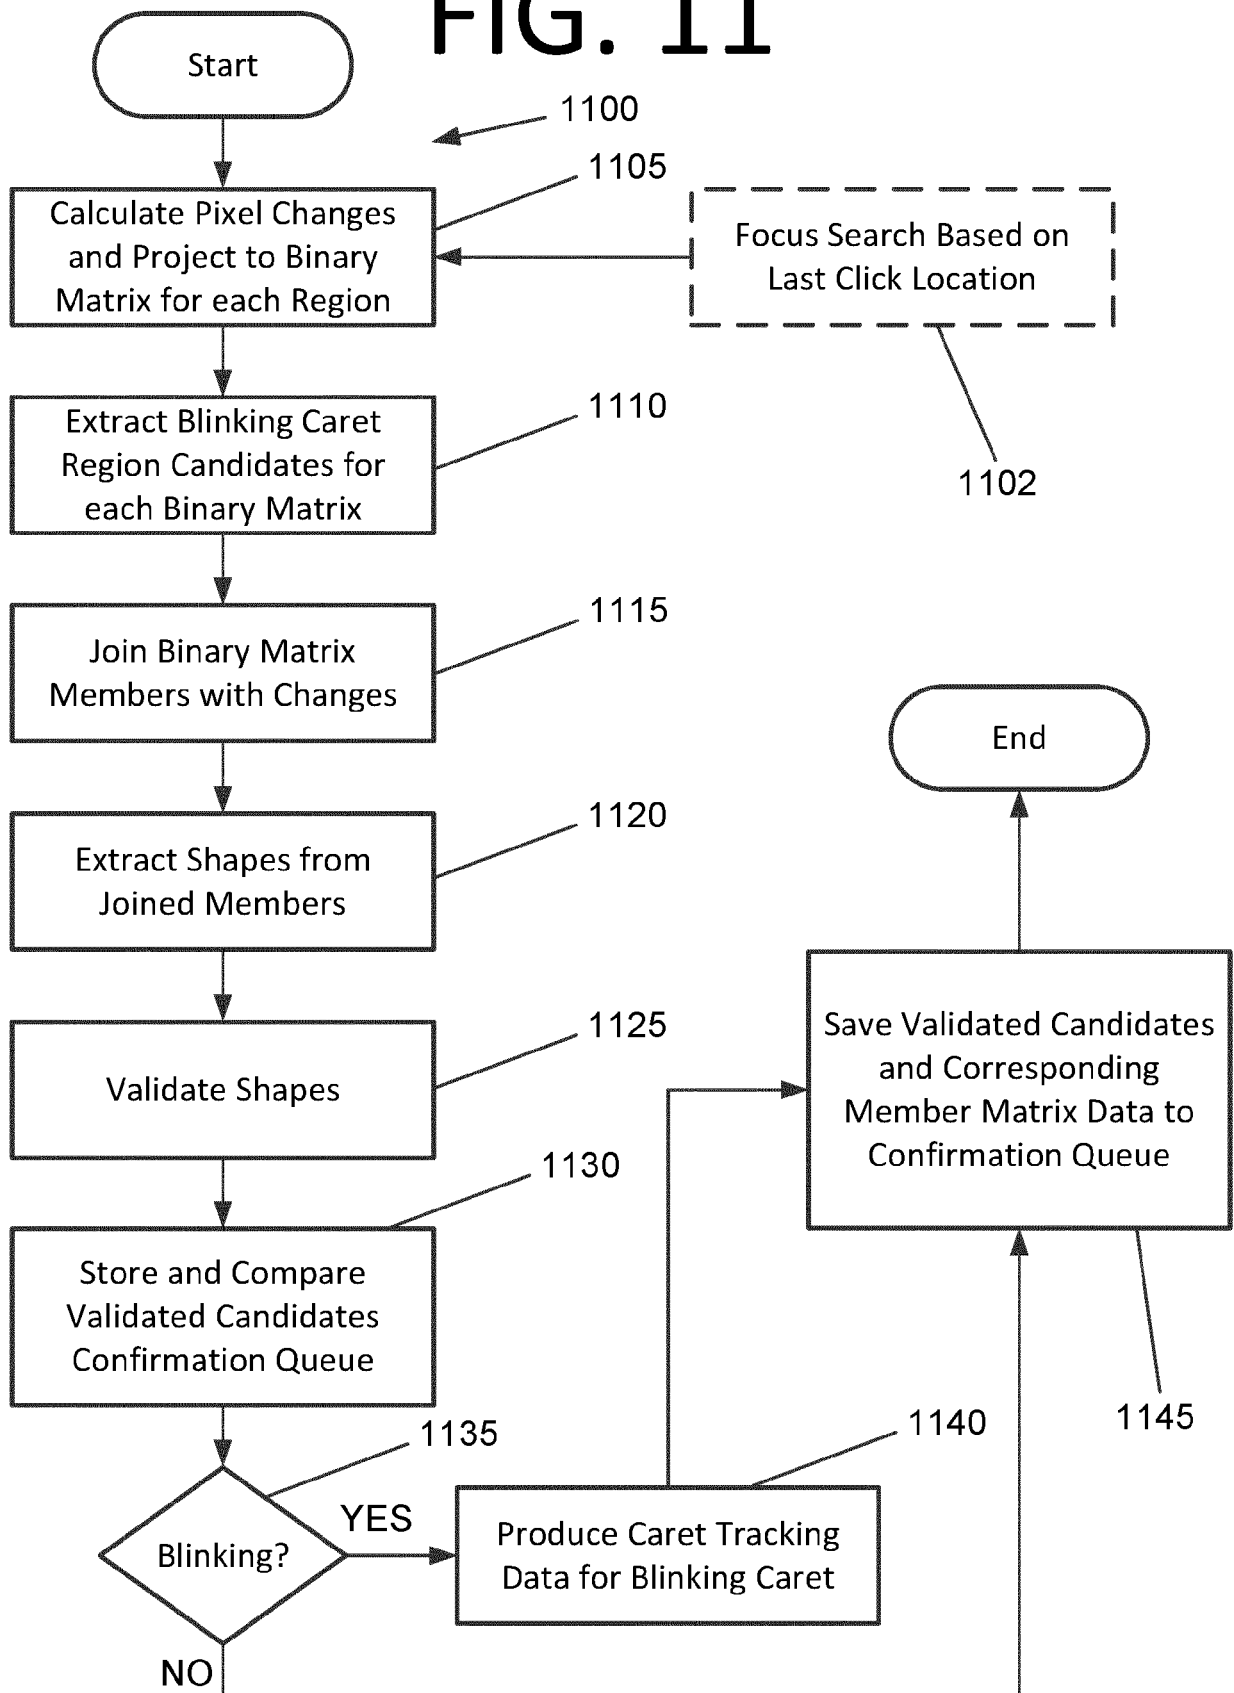 FIG. 11
Start
1100
1105
Calculate Pixel Changes
and Project to Binary
Matrix for each Region
Focus Search Based on
Last Click Location
1102
Extract Blinking Caret
Region Candidates for
each Binary Matrix
1110
Join Binary Matrix
Members with Changes
1115
Extract Shapes from
Joined Members
1120
Validate Shapes
1125
Store and Compare
Validated Candidates
Confirmation Queue
1130
Blinking?
1135
YES
NO
Produce Caret Tracking
Data for Blinking Caret
1140
Save Validated Candidates
and Corresponding
Member Matrix Data to
Confirmation Queue
1145
End